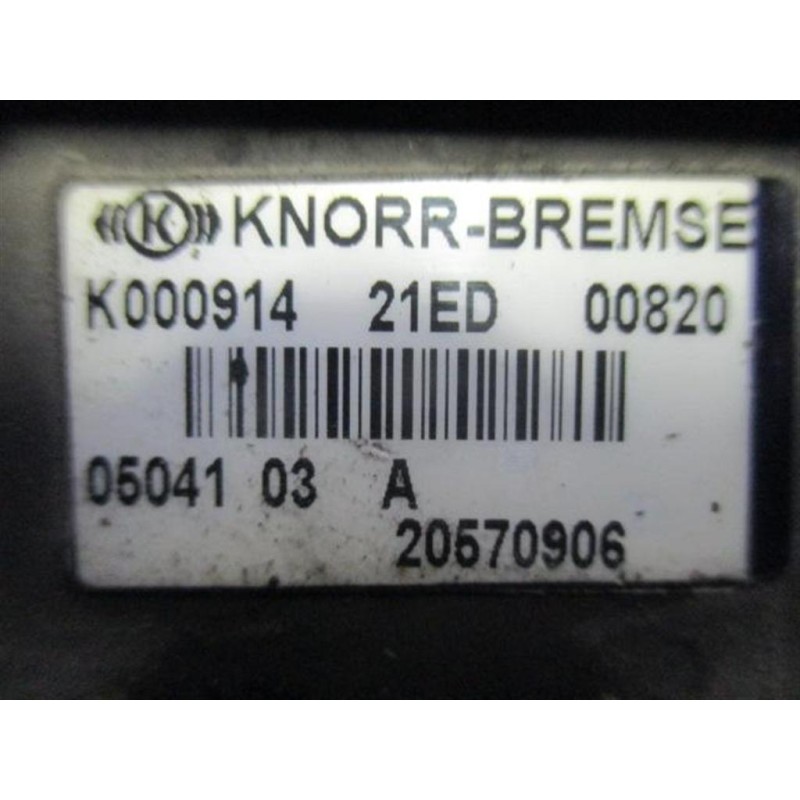 K KNORR-BREMSE
K000914 21ED 00820
05041 03 A
20570906